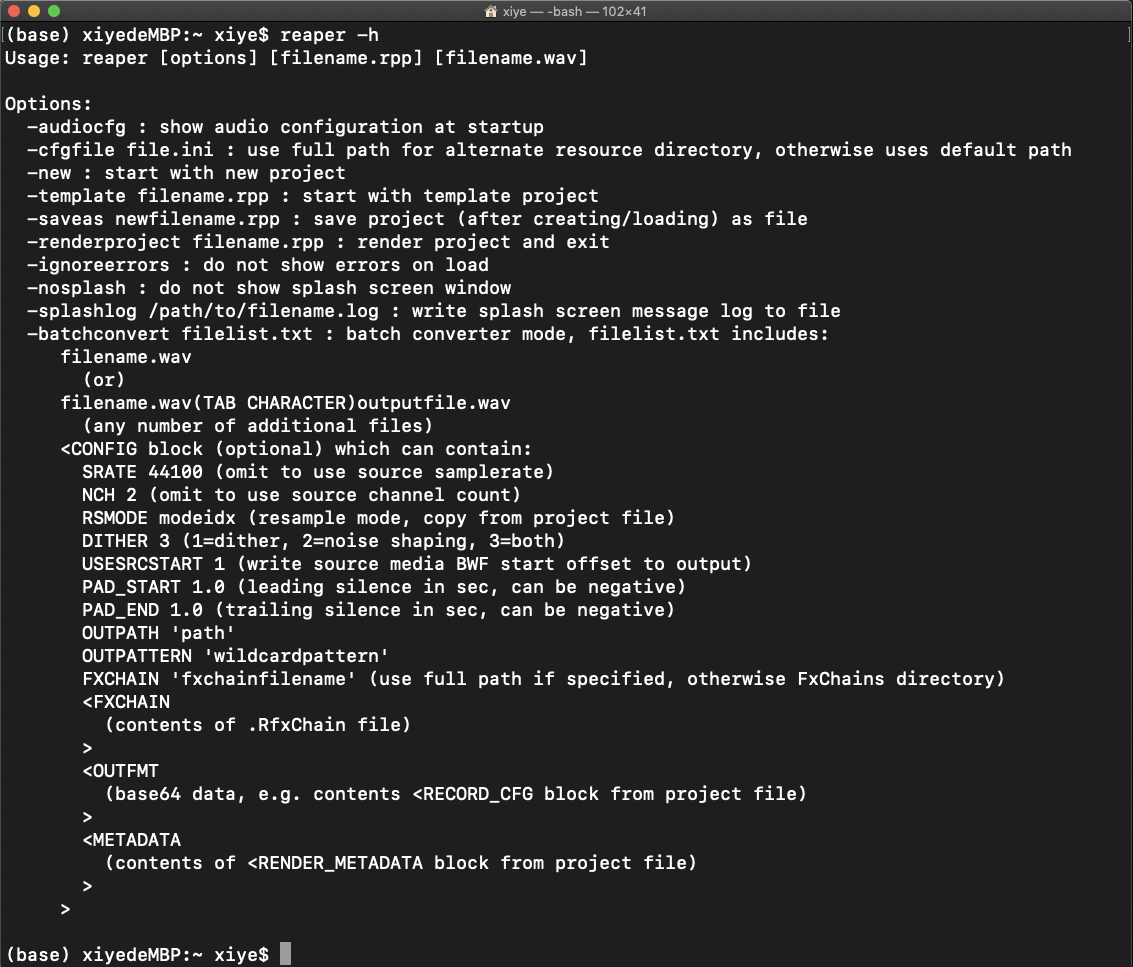 xiye — -bash — 102×41
(base) xiyedeMBP:~ xiye$ reaper -h
Usage: reaper [options] [filename.rpp] [filename.wav]

Options:
  -audiocfg : show audio configuration at startup
  -cfgfile file.ini : use full path for alternate resource directory, otherwise uses default path
  -new : start with new project
  -template filename.rpp : start with template project
  -saveas newfilename.rpp : save project (after creating/loading) as file
  -renderproject filename.rpp : render project and exit
  -ignoreerrors : do not show errors on load
  -nosplash : do not show splash screen window
  -splashlog /path/to/filename.log : write splash screen message log to file
  -batchconvert filelist.txt : batch converter mode, filelist.txt includes:
     filename.wav
       (or)
     filename.wav(TAB CHARACTER)outputfile.wav
       (any number of additional files)
     <CONFIG block (optional) which can contain:
       SRATE 44100 (omit to use source samplerate)
       NCH 2 (omit to use source channel count)
       RSMODE modeidx (resample mode, copy from project file)
       DITHER 3 (1=dither, 2=noise shaping, 3=both)
       USESRCSTART 1 (write source media BWF start offset to output)
       PAD_START 1.0 (leading silence in sec, can be negative)
       PAD_END 1.0 (trailing silence in sec, can be negative)
       OUTPATH 'path'
       OUTPATTERN 'wildcardpattern'
       FXCHAIN 'fxchainfilename' (use full path if specified, otherwise FxChains directory)
       <FXCHAIN
         (contents of .RfxChain file)
       >
       <OUTFMT
         (base64 data, e.g. contents <RECORD_CFG block from project file)
       >
       <METADATA
         (contents of <RENDER_METADATA block from project file)
       >
     >

(base) xiyedeMBP:~ xiye$